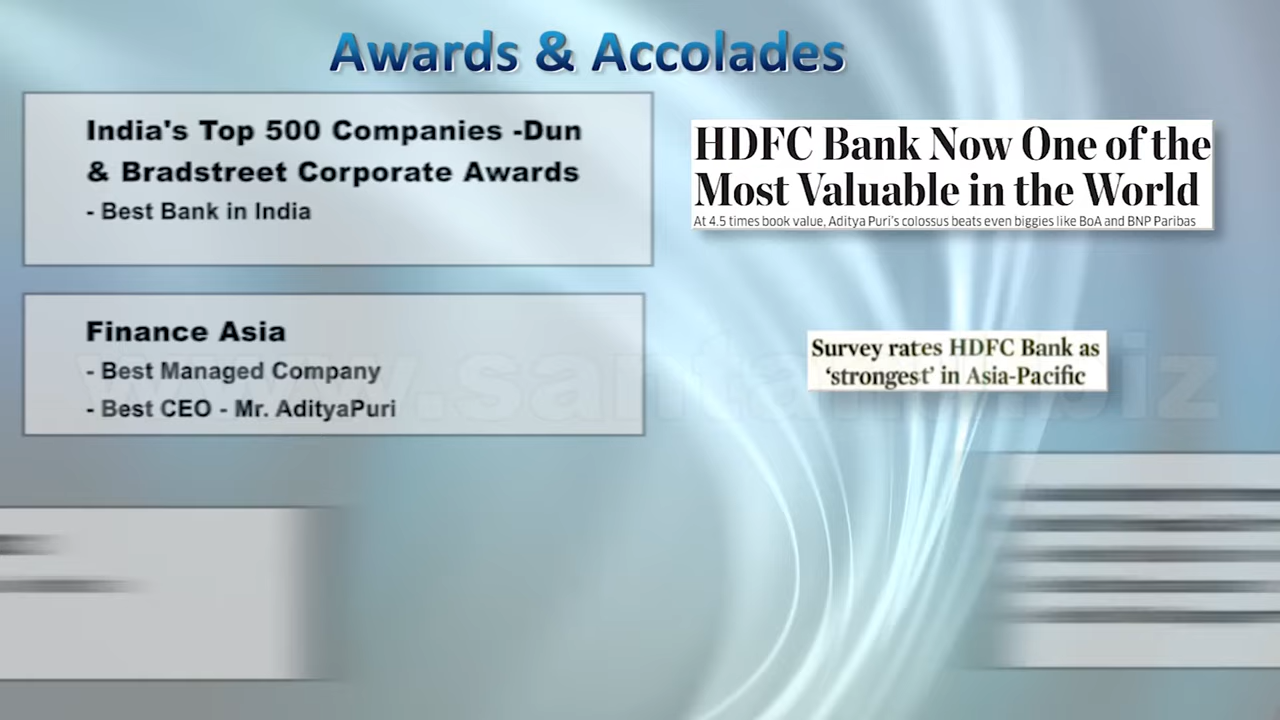 Awards & Accolades
India's Top 500 Companies -Dun
& Bradstreet Corporate Awards
- Best Bank in India
Finance Asia
- Best Managed Company
- Best CEO - Mr. AdityaPuri
HDFC Bank Now One of the
Most Valuable in the World
At 4.5 times book value, Aditya Puri's colossus beats even biggies like BoA and BNP Paribas
Survey rates HDFC Bank as
‘strongest’ in Asia-Pacific